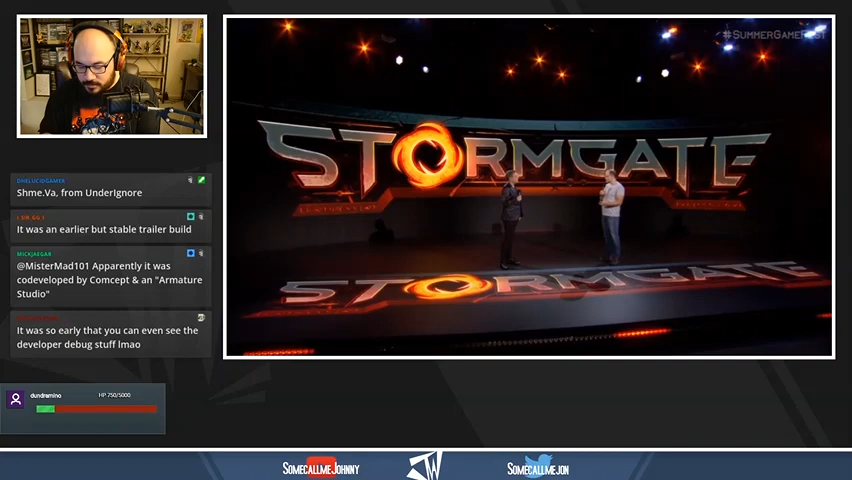 #SUMMERGAMEFEST
STORMGATE
STORMGATE
DHELUCIDGAMER
Shme.Va, from UnderIgnore
I SIR GG I
It was an earlier but stable trailer build
MICKJAEGAR
@MisterMad101 Apparently it was
codeveloped by Comcept & an "Armature
Studio"
It was so early that you can even see the
developer debug stuff lmao
dundramino
HP 750/5000
SOMECALLMEJOHNNY
SOMECALLMEJON